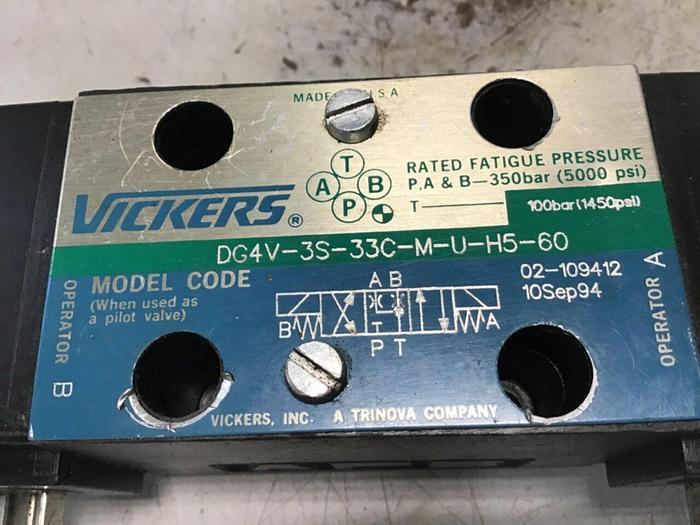 MADE U.S.A
T
A B
P
VICKERS®
RATED FATIGUE PRESSURE
P.A & B—350bar (5000 psi)
T— 100bar(1450psi)
DG4V-3S-33C-M-U-H5-60
MODEL CODE
(When used as
a pilot valve)
02-109412
10Sep94
OPERATOR B
OPERATOR A
A B
B T A
P T
VICKERS, INC. A TRINOVA COMPANY